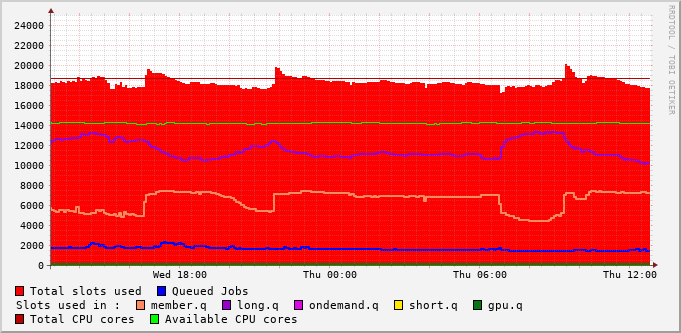 RRDTOOL / TOBI OETIKER
24000
22000
20000
18000
16000
14000
12000
10000
8000
6000
4000
2000
0
Wed 18:00 Thu 00:00 Thu 06:00 Thu 12:00
Total slots used Queued Jobs
Slots used in : member.q long.q ondemand.q short.q gpu.q
Total CPU cores Available CPU cores